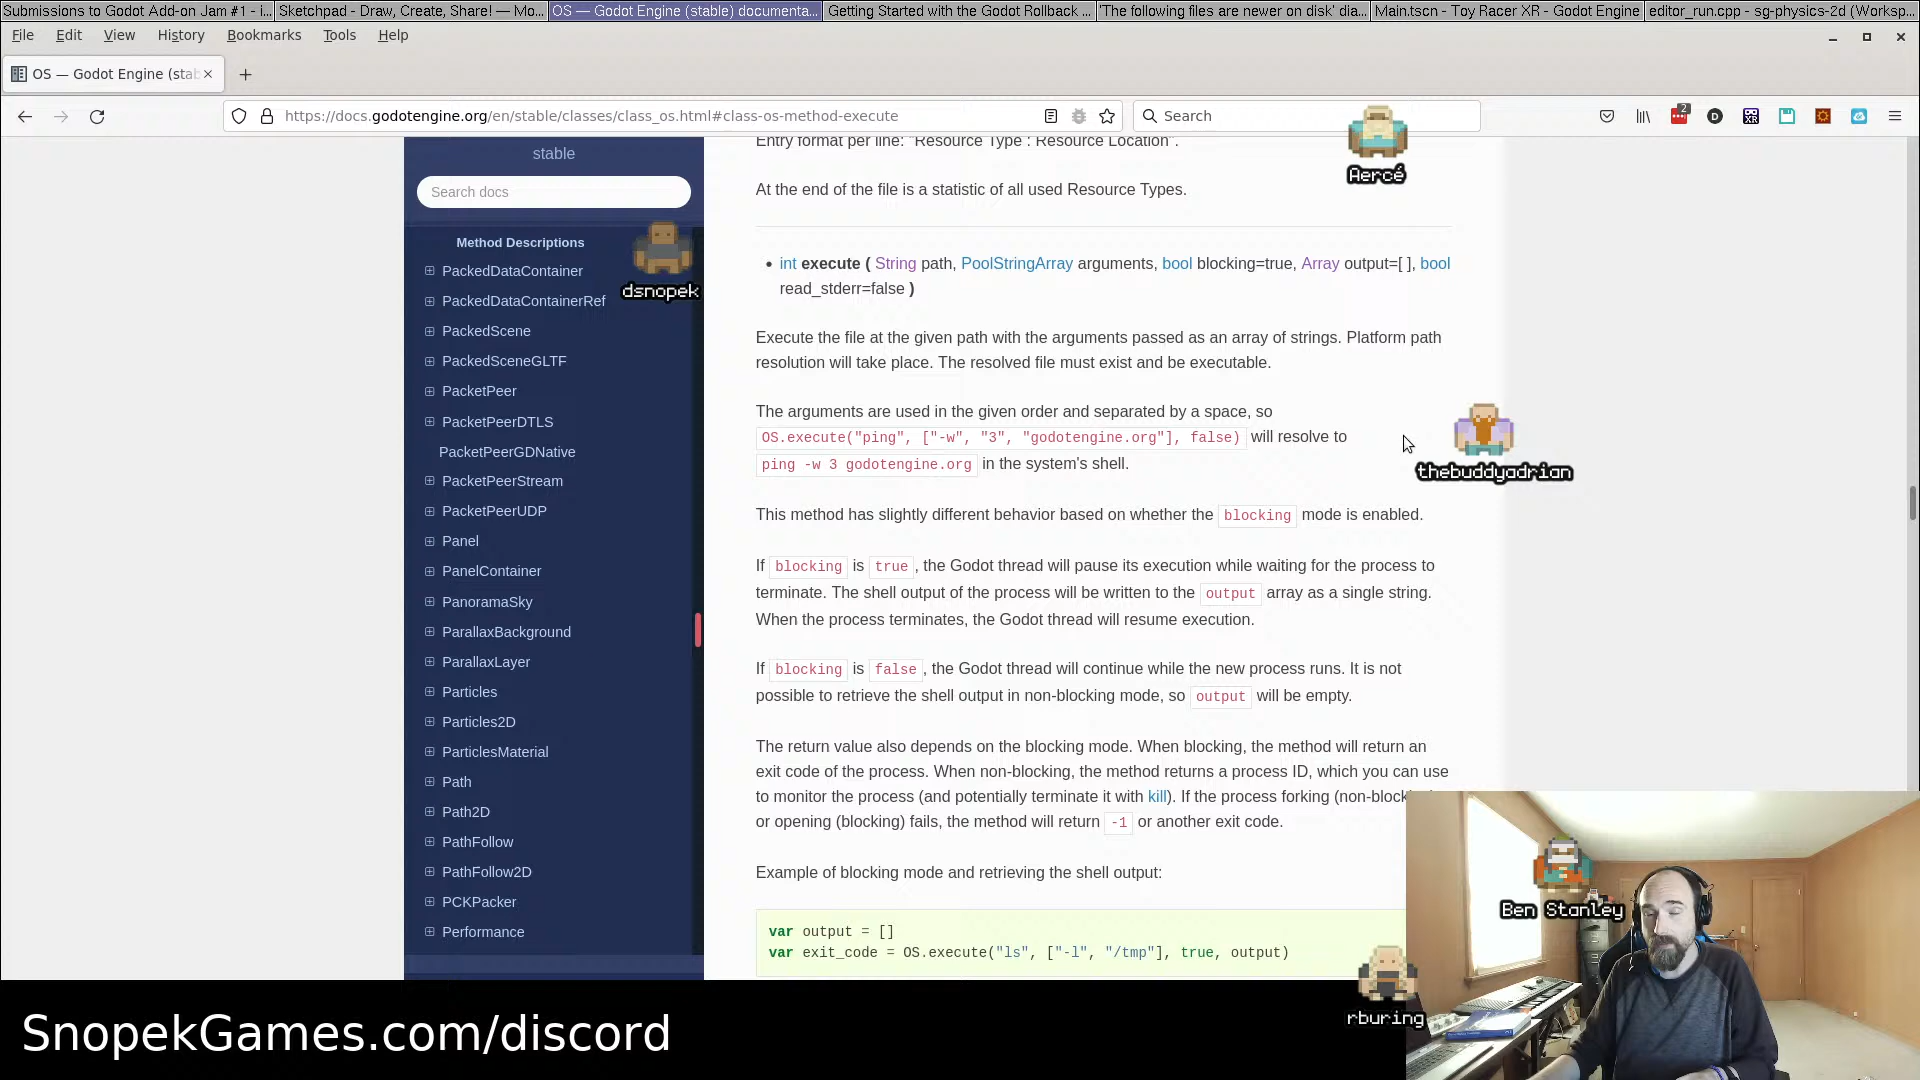 Submissions to Godot Add-on Jam #1 - i...
Sketchpad - Draw, Create, Share! — Mo...
OS — Godot Engine (stable) documenta...
Getting Started with the Godot Rollback ...
'The following files are newer on disk' dia...
Main.tscn - Toy Racer XR - Godot Engine
editor_run.cpp - sg-physics-2d (Worksp...
File Edit View History Bookmarks Tools Help
OS — Godot Engine (stab
https://docs.godotengine.org/en/stable/classes/class_os.html#class-os-method-execute
Search
2
stable
Search docs
Method Descriptions
PackedDataContainer
PackedDataContainerRef
PackedScene
PackedSceneGLTF
PacketPeer
PacketPeerDTLS
PacketPeerGDNative
PacketPeerStream
PacketPeerUDP
Panel
PanelContainer
PanoramaSky
ParallaxBackground
ParallaxLayer
Particles
Particles2D
ParticlesMaterial
Path
Path2D
PathFollow
PathFollow2D
PCKPacker
Performance
Entry format per line: "Resource Type : Resource Location".
At the end of the file is a statistic of all used Resource Types.
int execute ( String path, PoolStringArray arguments, bool blocking=true, Array output=[ ], bool
read_stderr=false )
Execute the file at the given path with the arguments passed as an array of strings. Platform path
resolution will take place. The resolved file must exist and be executable.
The arguments are used in the given order and separated by a space, so
OS.execute("ping", ["-w", "3", "godotengine.org"], false) will resolve to
ping -w 3 godotengine.org in the system's shell.
This method has slightly different behavior based on whether the blocking mode is enabled.
If blocking is true, the Godot thread will pause its execution while waiting for the process to
terminate. The shell output of the process will be written to the output array as a single string.
When the process terminates, the Godot thread will resume execution.
If blocking is false, the Godot thread will continue while the new process runs. It is not
possible to retrieve the shell output in non-blocking mode, so output will be empty.
The return value also depends on the blocking mode. When blocking, the method will return an
exit code of the process. When non-blocking, the method returns a process ID, which you can use
to monitor the process (and potentially terminate it with kill). If the process forking (non-block
or opening (blocking) fails, the method will return -1 or another exit code.
Example of blocking mode and retrieving the shell output:
var output = []
var exit_code = OS.execute("ls", ["-l", "/tmp"], true, output)
Aercé
dsnopek
thebuddyadrian
Ben Stanley
rburing
SnopekGames.com/discord